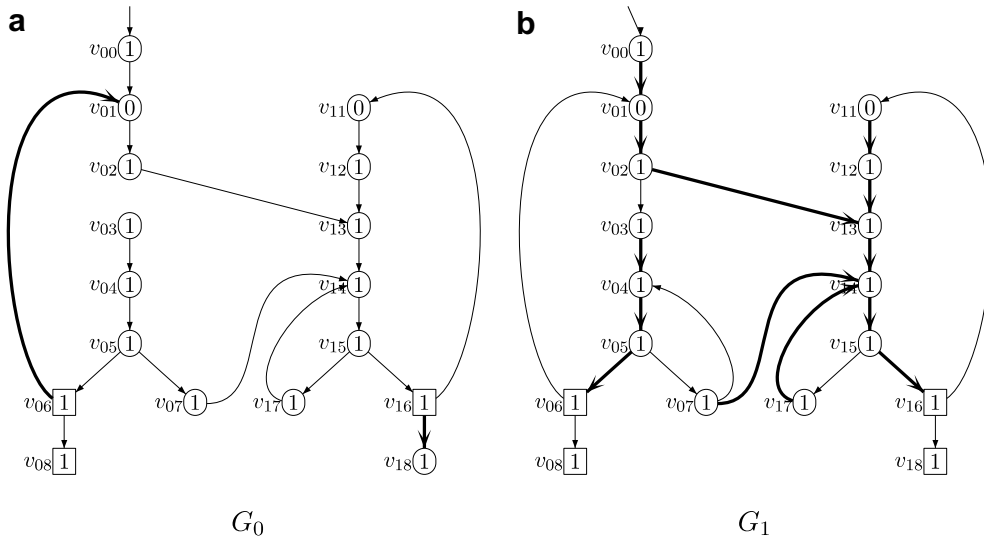 a
b
v00 1
v00 1
v01 0
v11 0
v01 0
v11 0
v02 1
v12 1
v02 1
v12 1
v03 1
v13 1
v03 1
v13 1
v04 1
v14 1
v04 1
v14 1
v05 1
v15 1
v05 1
v15 1
v06 1
v07 1
v17 1
v16 1
v06 1
v07 1
v17 1
v16 1
v08 1
v18 1
v08 1
v18 1
G0
G1